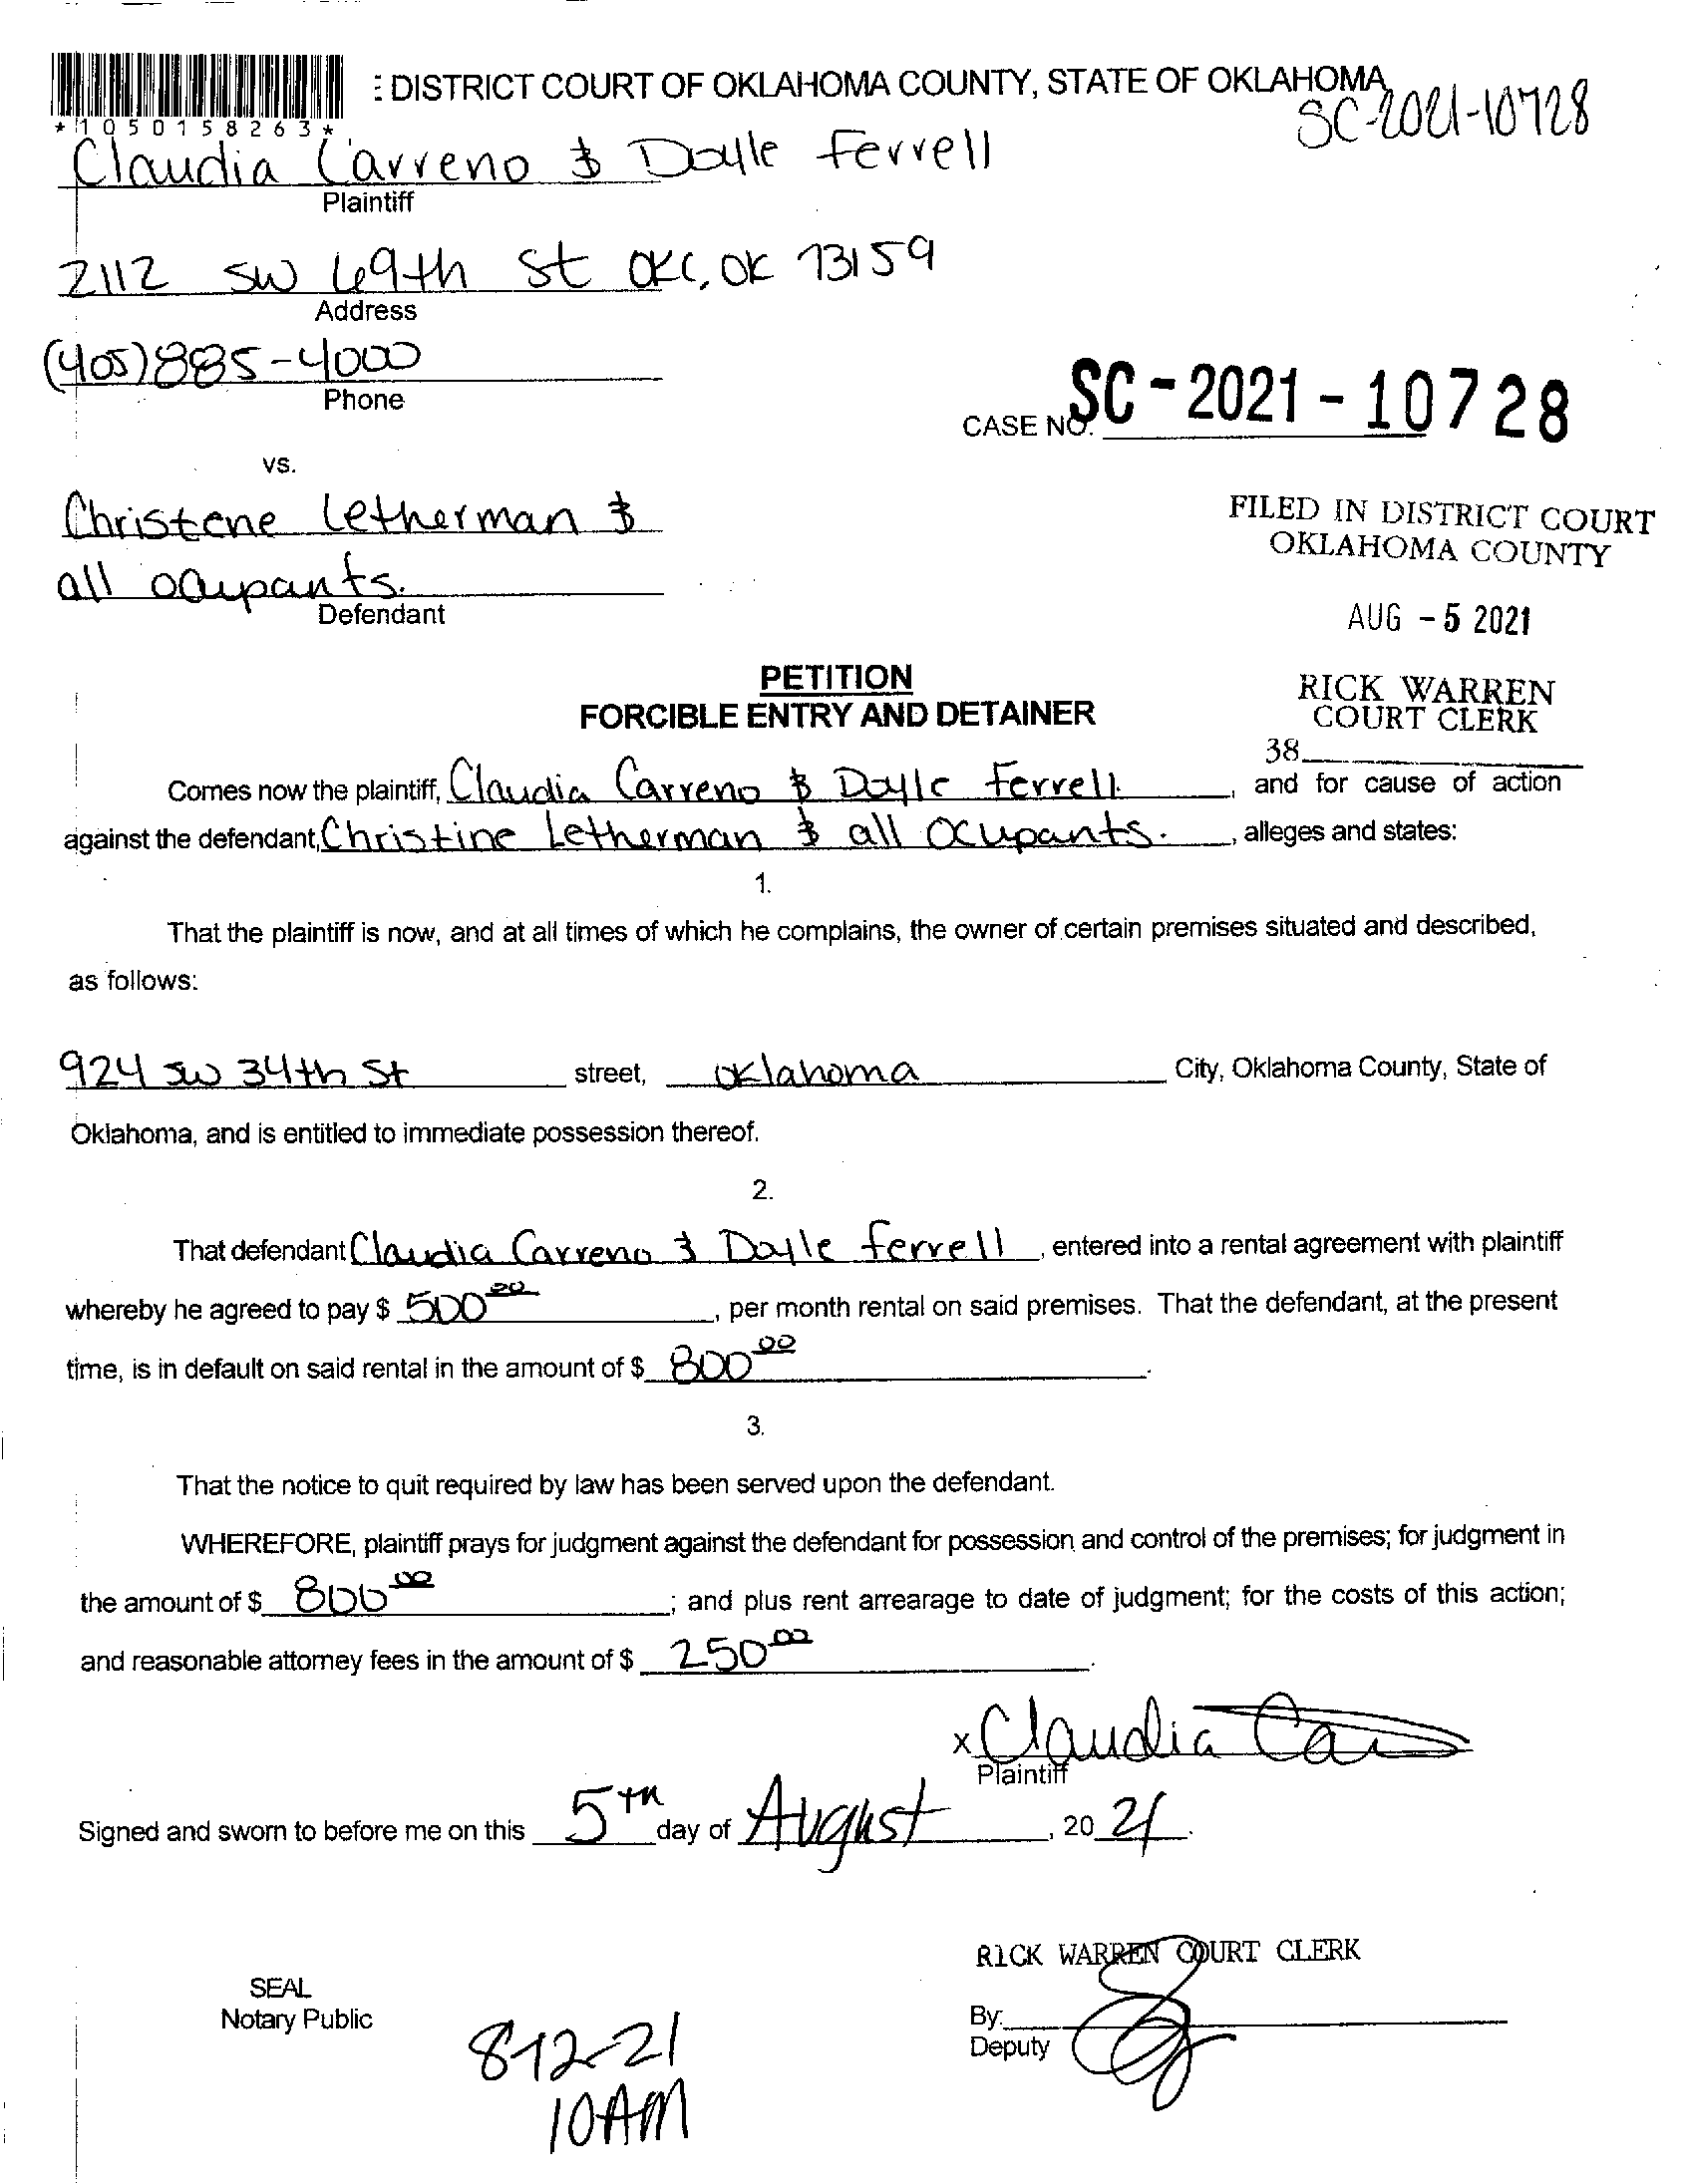 : DISTRICT COURT OF OKLAHOMA COUNTY, STATE OF OKLAHOMA
SC-2021-10728
*1050158263*
Claudia Carreno & Doyle Ferrell
Plaintiff
2112 SW 69th St OKC, OK 73159
Address
(405)885-4000
Phone
CASE NO. SC-2021-10728
vs.
Christene Letherman &
all ocupants.
Defendant
FILED IN DISTRICT COURT
OKLAHOMA COUNTY
AUG -5 2021
RICK WARREN
COURT CLERK
38
PETITION
FORCIBLE ENTRY AND DETAINER
Comes now the plaintiff, Claudia Carreno & Doyle Ferrell, and for cause of action
against the defendant, Christine Letherman & all Ocupants., alleges and states:
1.
That the plaintiff is now, and at all times of which he complains, the owner of certain premises situated and described,
as follows:
924 SW 34th St street, Oklahoma City, Oklahoma County, State of
Oklahoma, and is entitled to immediate possession thereof.
2.
That defendant Claudia Carreno & Doyle Ferrell, entered into a rental agreement with plaintiff
whereby he agreed to pay $ 500 00, per month rental on said premises. That the defendant, at the present
time, is in default on said rental in the amount of $ 800 00.
3.
That the notice to quit required by law has been served upon the defendant.
WHEREFORE, plaintiff prays for judgment against the defendant for possession and control of the premises; for judgment in
the amount of $ 800 00; and plus rent arrearage to date of judgment; for the costs of this action;
and reasonable attorney fees in the amount of $ 250 00.
x Claudia Ca
Plaintiff
Signed and sworn to before me on this 5th day of August, 2021.
RICK WARREN COURT CLERK
SEAL
Notary Public
By:
Deputy
8-12-21
10AM